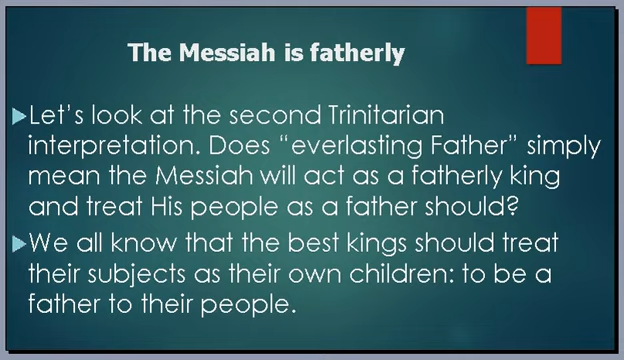 The Messiah is fatherly
Let's look at the second Trinitarian
interpretation. Does “everlasting Father” simply
mean the Messiah will act as a fatherly king
and treat His people as a father should?
We all know that the best kings should treat
their subjects as their own children: to be a
father to their people.